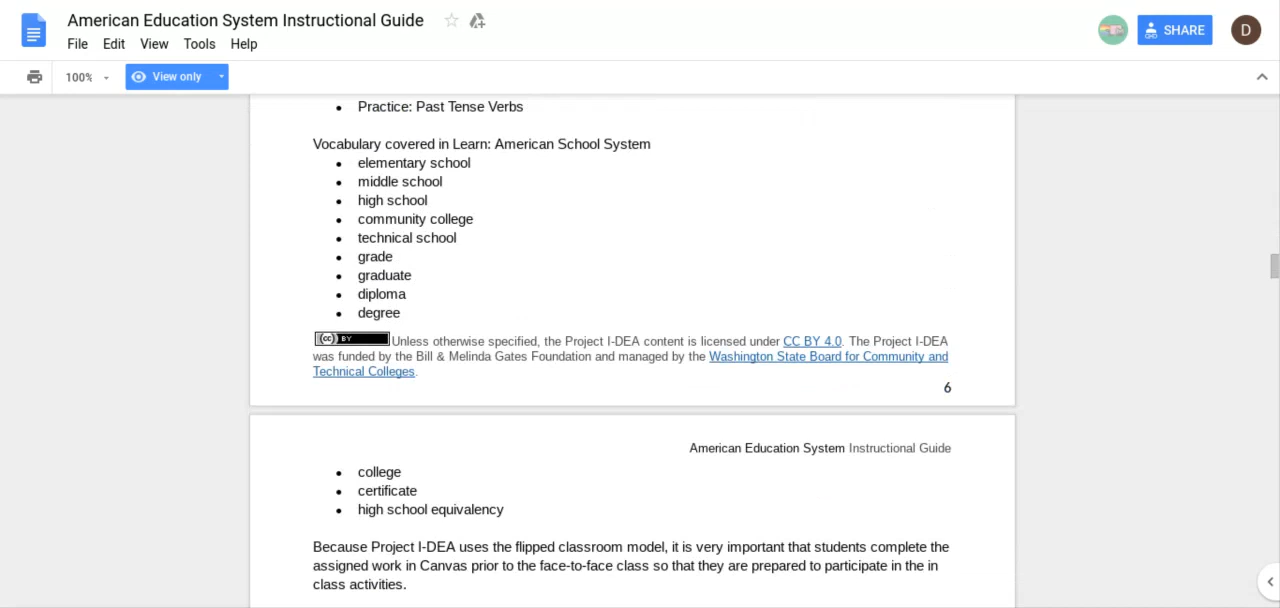 American Education System Instructional Guide
File Edit View Tools Help
SHARE
D
100%
View only
• Practice: Past Tense Verbs
Vocabulary covered in Learn: American School System
• elementary school
• middle school
• high school
• community college
• technical school
• grade
• graduate
• diploma
• degree
(cc) BY Unless otherwise specified, the Project I-DEA content is licensed under CC BY 4.0. The Project I-DEA
was funded by the Bill & Melinda Gates Foundation and managed by the Washington State Board for Community and
Technical Colleges.
6
American Education System Instructional Guide
• college
• certificate
• high school equivalency
Because Project I-DEA uses the flipped classroom model, it is very important that students complete the
assigned work in Canvas prior to the face-to-face class so that they are prepared to participate in the in
class activities.